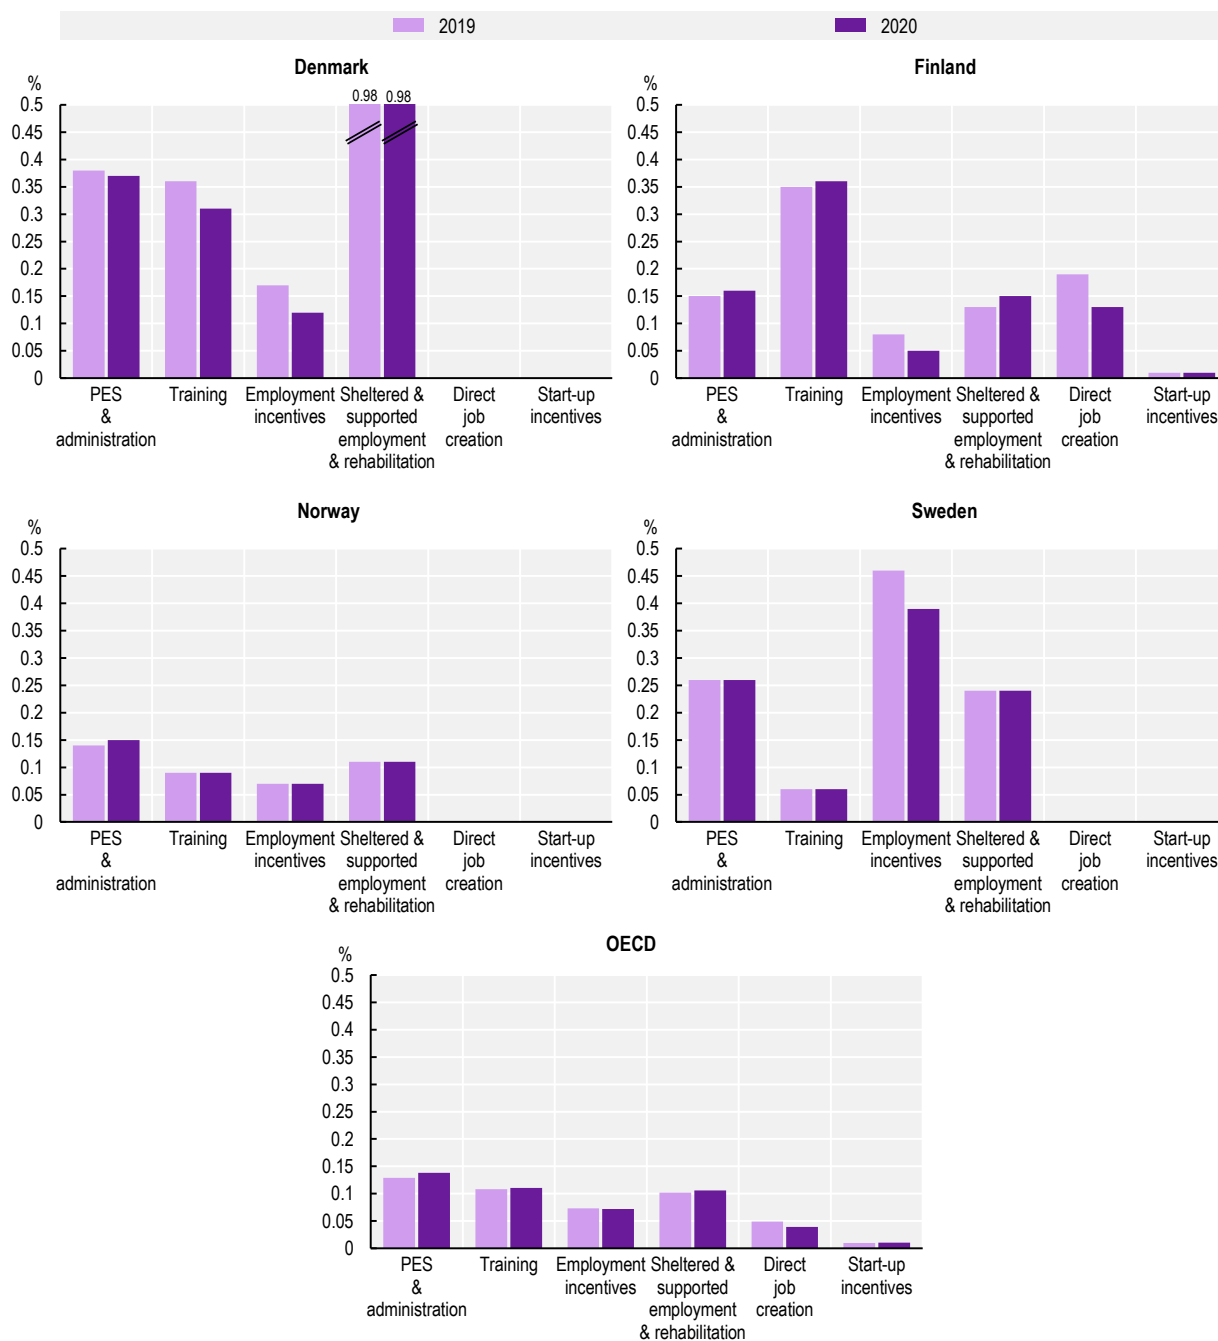 2019 2020
Denmark
%
0.98 0.98
0.5
0.45
0.4
0.35
0.3
0.25
0.2
0.15
0.1
0.05
0
PES
&
administration
Training
Employment
incentives
Sheltered &
supported
employment
& rehabilitation
Direct
job
creation
Start-up
incentives
Finland
%
0.5
0.45
0.4
0.35
0.3
0.25
0.2
0.15
0.1
0.05
0
PES
&
administration
Training
Employment
incentives
Sheltered &
supported
employment
& rehabilitation
Direct
job
creation
Start-up
incentives
Norway
%
0.5
0.45
0.4
0.35
0.3
0.25
0.2
0.15
0.1
0.05
0
PES
&
administration
Training
Employment
incentives
Sheltered &
supported
employment
& rehabilitation
Direct
job
creation
Start-up
incentives
Sweden
%
0.5
0.45
0.4
0.35
0.3
0.25
0.2
0.15
0.1
0.05
0
PES
&
administration
Training
Employment
incentives
Sheltered &
supported
employment
& rehabilitation
Direct
job
creation
Start-up
incentives
OECD
%
0.5
0.45
0.4
0.35
0.3
0.25
0.2
0.15
0.1
0.05
0
PES
&
administration
Training
Employment
incentives
Sheltered &
supported
employment
& rehabilitation
Direct
job
creation
Start-up
incentives